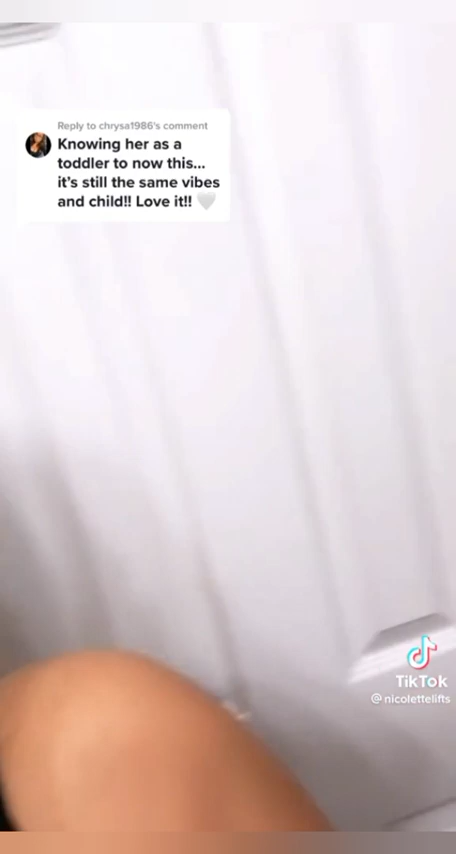 Reply to chrysa1986's comment
Knowing her as a
toddler to now this...
it's still the same vibes
and child!! Love it!! 🤍
TikTok
@nicolettelifts